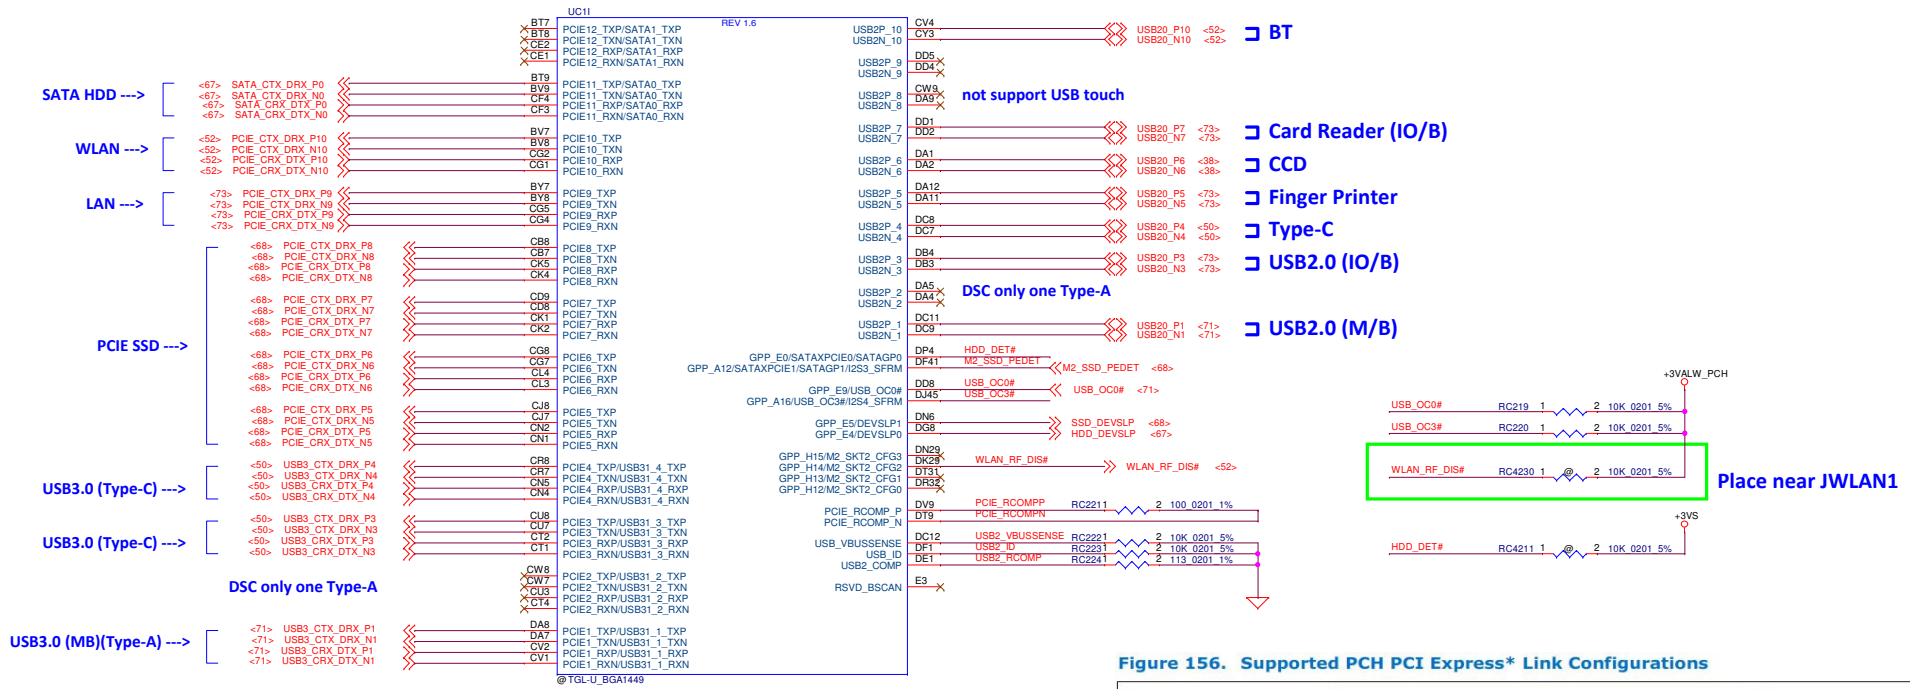 UC1I
REV 1.6
BT7 PCIE12_TXP/SATA1_TXP
BT8 PCIE12_TXN/SATA1_TXN
CE2 PCIE12_RXP/SATA1_RXP
CE1 PCIE12_RXN/SATA1_RXN
SATA HDD --->
<67> SATA_CTX_DRX_P0 BT9 PCIE11_TXP/SATA0_TXP
<67> SATA_CTX_DRX_N0 BV9 PCIE11_TXN/SATA0_TXN
<67> SATA_CRX_DTX_P0 CF4 PCIE11_RXP/SATA0_RXP
<67> SATA_CRX_DTX_N0 CF3 PCIE11_RXN/SATA0_RXN
WLAN --->
<52> PCIE_CTX_DRX_P10 BV7 PCIE10_TXP
<52> PCIE_CTX_DRX_N10 BV8 PCIE10_TXN
<52> PCIE_CRX_DTX_P10 CG2 PCIE10_RXP
<52> PCIE_CRX_DTX_N10 CG1 PCIE10_RXN
LAN --->
<73> PCIE_CTX_DRX_P9 BY7 PCIE9_TXP
<73> PCIE_CTX_DRX_N9 BY8 PCIE9_TXN
<73> PCIE_CRX_DTX_P9 CG5 PCIE9_RXP
<73> PCIE_CRX_DTX_N9 CG4 PCIE9_RXN
PCIE SSD --->
<68> PCIE_CTX_DRX_P8 CB8 PCIE8_TXP
<68> PCIE_CTX_DRX_N8 CB7 PCIE8_TXN
<68> PCIE_CRX_DTX_P8 CK5 PCIE8_RXP
<68> PCIE_CRX_DTX_N8 CK4 PCIE8_RXN
<68> PCIE_CTX_DRX_P7 CD9 PCIE7_TXP
<68> PCIE_CTX_DRX_N7 CD8 PCIE7_TXN
<68> PCIE_CRX_DTX_P7 CK1 PCIE7_RXP
<68> PCIE_CRX_DTX_N7 CK2 PCIE7_RXN
<68> PCIE_CTX_DRX_P6 CG8 PCIE6_TXP
<68> PCIE_CTX_DRX_N6 CG7 PCIE6_TXN
<68> PCIE_CRX_DTX_P6 CL4 PCIE6_RXP
<68> PCIE_CRX_DTX_N6 CL3 PCIE6_RXN
<68> PCIE_CTX_DRX_P5 CJ8 PCIE5_TXP
<68> PCIE_CTX_DRX_N5 CJ7 PCIE5_TXN
<68> PCIE_CRX_DTX_P5 CN2 PCIE5_RXP
<68> PCIE_CRX_DTX_N5 CN1 PCIE5_RXN
USB3.0 (Type-C) --->
<50> USB3_CTX_DRX_P4 CR8 PCIE4_TXP/USB31_4_TXP
<50> USB3_CTX_DRX_N4 CR7 PCIE4_TXN/USB31_4_TXN
<50> USB3_CRX_DTX_P4 CN5 PCIE4_RXP/USB31_4_RXP
<50> USB3_CRX_DTX_N4 CN4 PCIE4_RXN/USB31_4_RXN
USB3.0 (Type-C) --->
<50> USB3_CTX_DRX_P3 CU8 PCIE3_TXP/USB31_3_TXP
<50> USB3_CTX_DRX_N3 CU7 PCIE3_TXN/USB31_3_TXN
<50> USB3_CRX_DTX_P3 CT2 PCIE3_RXP/USB31_3_RXP
<50> USB3_CRX_DTX_N3 CT1 PCIE3_RXN/USB31_3_RXN
DSC only one Type-A
CW8 PCIE2_TXP/USB31_2_TXP
CW7 PCIE2_TXN/USB31_2_TXN
CU3 PCIE2_RXP/USB31_2_RXP
CT4 PCIE2_RXN/USB31_2_RXN
USB3.0 (MB)(Type-A) --->
<71> USB3_CTX_DRX_P1 DA8 PCIE1_TXP/USB31_1_TXP
<71> USB3_CTX_DRX_N1 DA7 PCIE1_TXN/USB31_1_TXN
<71> USB3_CRX_DTX_P1 CV2 PCIE1_RXP/USB31_1_RXP
<71> USB3_CRX_DTX_N1 CV1 PCIE1_RXN/USB31_1_RXN
@ TGL-U_BGA1449
USB2P_10 CV4 USB20_P10 <52>
USB2N_10 CY3 USB20_N10 <52>
BT
USB2P_9 DD5
USB2N_9 DD4
USB2P_8 CW9
USB2N_8 DA9
not support USB touch
USB2P_7 DD1 USB20_P7 <73>
USB2N_7 DD2 USB20_N7 <73>
Card Reader (IO/B)
USB2P_6 DA1 USB20_P6 <38>
USB2N_6 DA2 USB20_N6 <38>
CCD
USB2P_5 DA12 USB20_P5 <73>
USB2N_5 DA11 USB20_N5 <73>
Finger Printer
USB2P_4 DC8 USB20_P4 <50>
USB2N_4 DC7 USB20_N4 <50>
Type-C
USB2P_3 DB4 USB20_P3 <73>
USB2N_3 DB3 USB20_N3 <73>
USB2.0 (IO/B)
USB2P_2 DA5
USB2N_2 DA4
DSC only one Type-A
USB2P_1 DC11 USB20_P1 <71>
USB2N_1 DC9 USB20_N1 <71>
USB2.0 (M/B)
GPP_E0/SATAXPCIE0/SATAGP0 DP4 HDD_DET#
GPP_A12/SATAXPCIE1/SATAGP1/I2S3_SFRM DF41 M2_SSD_PEDET M2_SSD_PEDET <68>
GPP_E9/USB_OC0# DD8 USB_OC0# USB_OC0# <71>
GPP_A16/USB_OC3#/I2S4_SFRM DJ45 USB_OC3#
GPP_E5/DEVSLP1 DN6 SSD_DEVSLP <68>
GPP_E4/DEVSLP0 DG8 HDD_DEVSLP <67>
GPP_H15/M2_SKT2_CFG3 DN29
GPP_H14/M2_SKT2_CFG2 DK29 WLAN_RF_DIS# WLAN_RF_DIS# <52>
GPP_H13/M2_SKT2_CFG1 DT31
GPP_H12/M2_SKT2_CFG0 DR32
PCIE_RCOMP_P DV9 PCIE_RCOMPP RC221 1 2 100_0201_1%
PCIE_RCOMP_N DT9 PCIE_RCOMPN
USB_VBUSSENSE DC12 USB2_VBUSSENSE RC222 1 2 10K_0201_5%
USB_ID DF1 USB2_ID RC223 1 2 10K_0201_5%
USB2_COMP DE1 USB2_RCOMP RC224 1 2 113_0201_1%
RSVD_BSCAN E3
+3VALW_PCH
USB_OC0# RC219 1 2 10K_0201_5%
USB_OC3# RC220 1 2 10K_0201_5%
WLAN_RF_DIS# RC4230 1 @ 2 10K_0201_5%
Place near JWLAN1
+3VS
HDD_DET# RC4211 1 @ 2 10K_0201_5%
Figure 156. Supported PCH PCI Express* Link Configurations